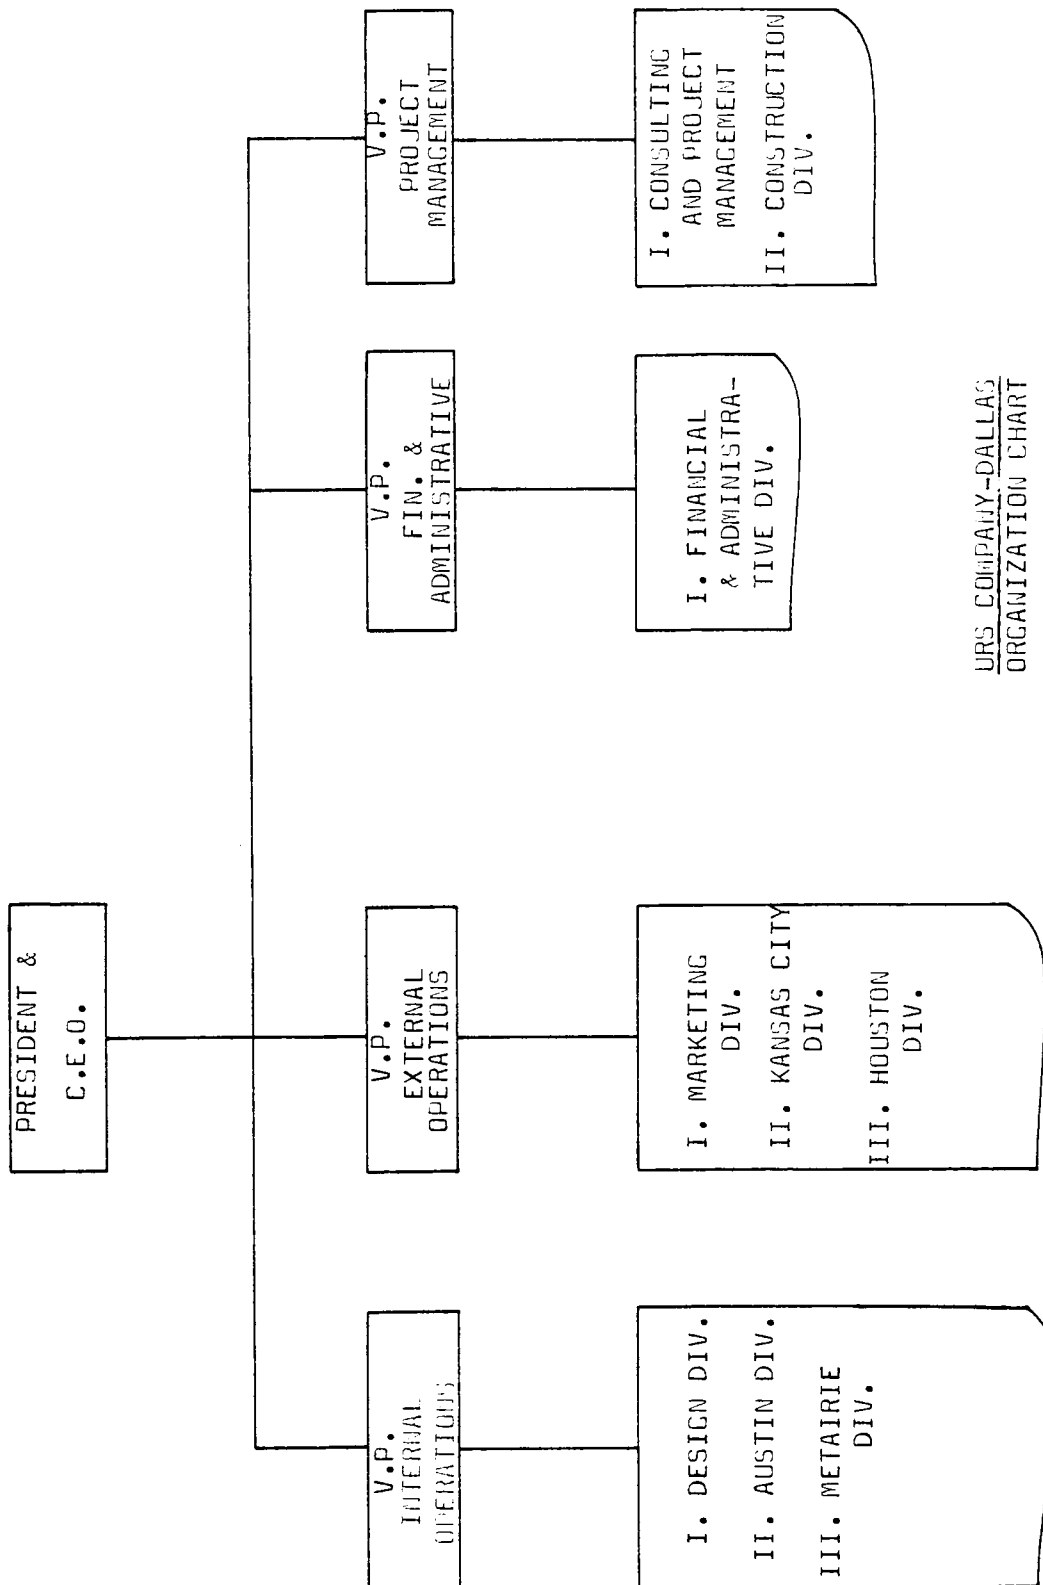 PRESIDENT &
C.E.O.
V.P.
INTERNAL
OPERATIONS
V.P.
EXTERNAL
OPERATIONS
V.P.
FIN. &
ADMINISTRATIVE
V.P.
PROJECT
MANAGEMENT
I. DESIGN DIV.
II. AUSTIN DIV.
III. METAIRIE
DIV.
I. MARKETING
DIV.
II. KANSAS CITY
DIV.
III. HOUSTON
DIV.
I. FINANCIAL
& ADMINISTRA-
TIVE DIV.
I. CONSULTING
AND PROJECT
MANAGEMENT
II. CONSTRUCTION
DIV.
URS COMPANY-DALLAS
ORGANIZATION CHART